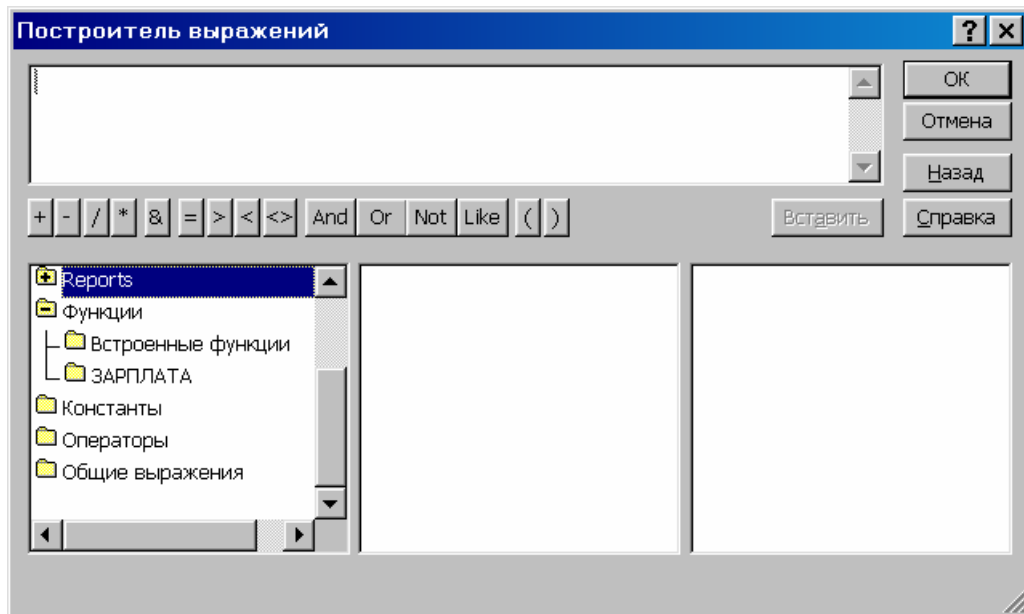 Построитель выражений
ОК
Отмена
Назад
+ - / * & = > < <> And Or Not Like ( ) Вставить Справка
Reports
Функции
Встроенные функции
ЗАРПЛАТА
Константы
Операторы
Общие выражения